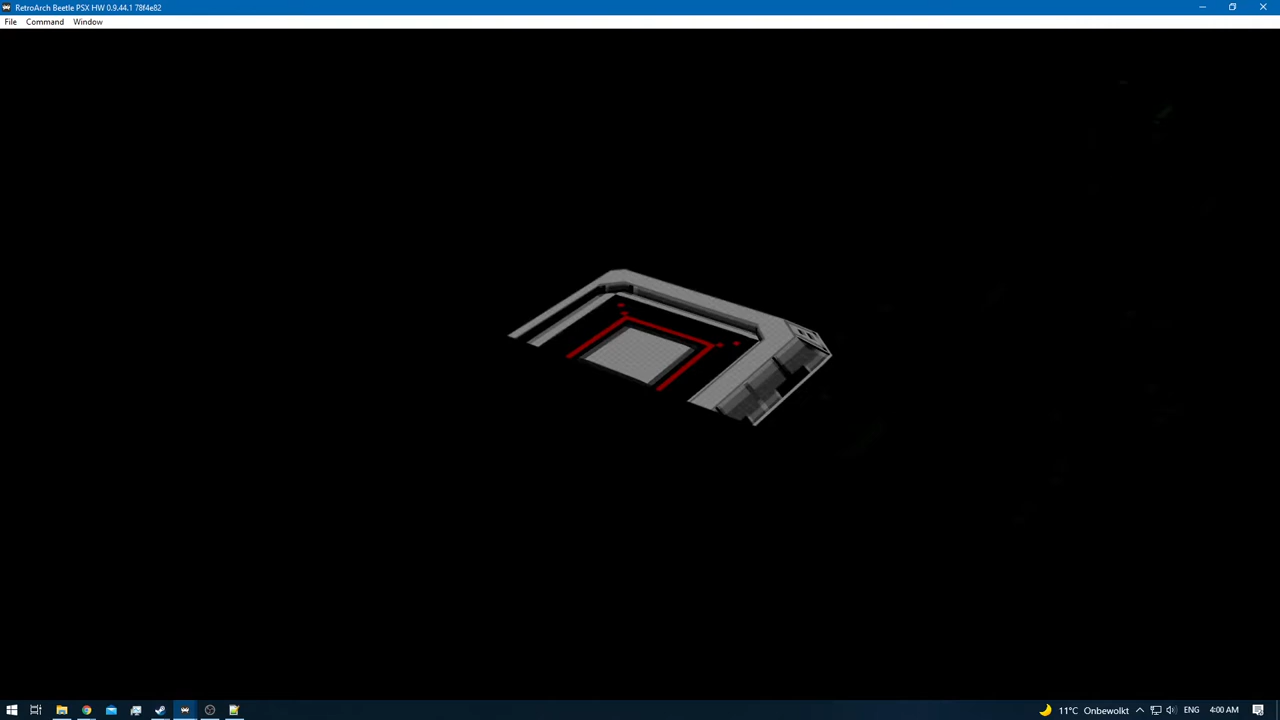 RetroArch Beetle PSX HW 0.9.44.1 78f4e82
File Command Window
11°C Onbewolkt ENG 4:00 AM